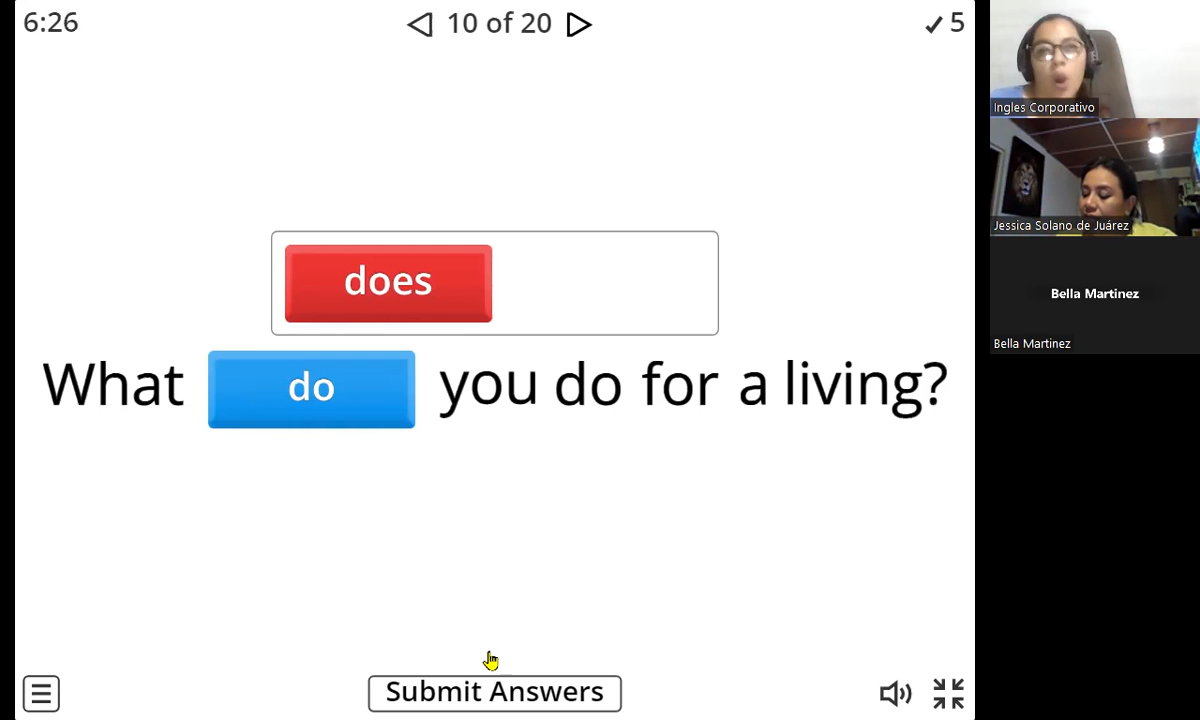 6:26
10 of 20
5
does
What do you do for a living?
Submit Answers
Ingles Corporativo
Jessica Solano de Juárez
Bella Martinez
Bella Martinez